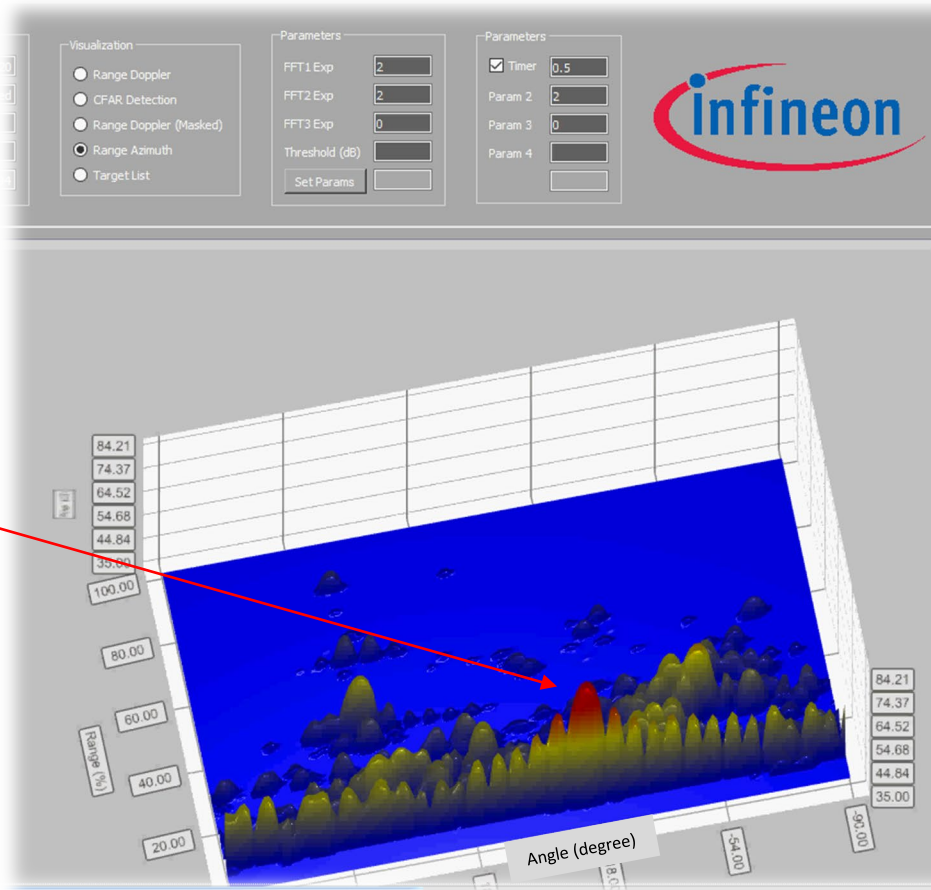 Visualization
Range Doppler
CFAR Detection
Range Doppler (Masked)
Range Azimuth
Target List
Parameters
FFT1 Exp 2
FFT2 Exp 2
FFT3 Exp 0
Threshold (dB)
Set Params
Parameters
Timer 0.5
Param 2 2
Param 3 0
Param 4
infineon
84.21
74.37
64.52
54.68
44.84
35.00
100.00
80.00
60.00
40.00
20.00
Range (%)
84.21
74.37
64.52
54.68
44.84
35.00
-90.00
-54.00
Angle (degree)